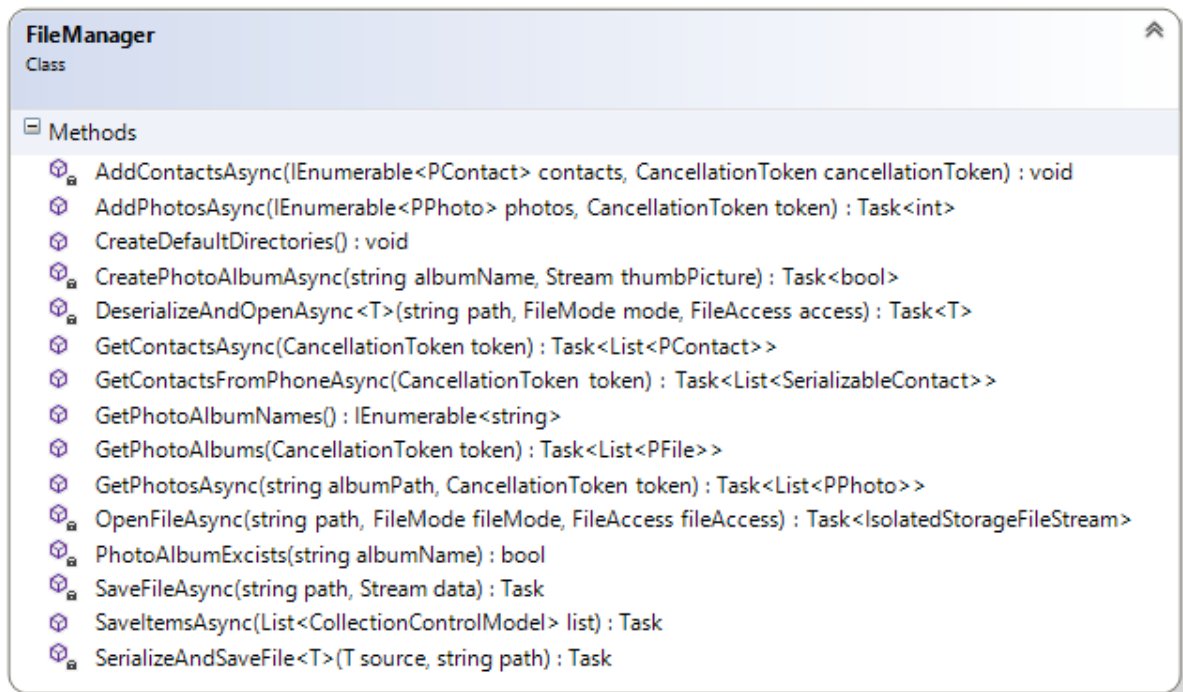 FileManager
Class
Methods
AddContactsAsync(IEnumerable<PContact> contacts, CancellationToken cancellationToken) : void
AddPhotosAsync(IEnumerable<PPhoto> photos, CancellationToken token) : Task<int>
CreateDefaultDirectories() : void
CreatePhotoAlbumAsync(string albumName, Stream thumbPicture) : Task<bool>
DeserializeAndOpenAsync<T>(string path, FileMode mode, FileAccess access) : Task<T>
GetContactsAsync(CancellationToken token) : Task<List<PContact>>
GetContactsFromPhoneAsync(CancellationToken token) : Task<List<SerializableContact>>
GetPhotoAlbumNames() : IEnumerable<string>
GetPhotoAlbums(CancellationToken token) : Task<List<PFile>>
GetPhotosAsync(string albumPath, CancellationToken token) : Task<List<PPhoto>>
OpenFileAsync(string path, FileMode fileMode, FileAccess fileAccess) : Task<IsolatedStorageFileStream>
PhotoAlbumExcists(string albumName) : bool
SaveFileAsync(string path, Stream data) : Task
SaveItemsAsync(List<CollectionControlModel> list) : Task
SerializeAndSaveFile<T>(T source, string path) : Task